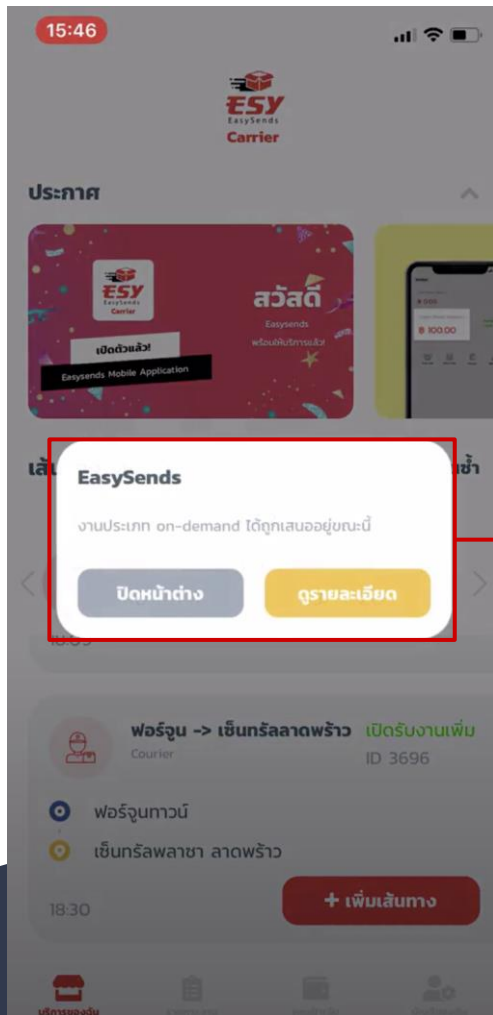 15:46
ESY
EasySends
Carrier
ประกาศ
ESY
EasySends
Carrier
เปิดตัวแล้ว!
Easysends Mobile Application
สวัสดี
Easysends
พร้อมให้บริการแล้ว!
฿ 0.00
฿ 100.00
EasySends
งานประเภท on-demand ได้ถูกเสนออยู่ขณะนี้
ปิดหน้าต่าง
ดูรายละเอียด
ฟอร์จูน -> เซ็นทรัลลาดพร้าว
เปิดรับงานเพิ่ม
Courier
ID 3696
ฟอร์จูนทาวน์
เซ็นทรัลพลาซา ลาดพร้าว
18:30
+ เพิ่มเส้นทาง
บริการของฉัน